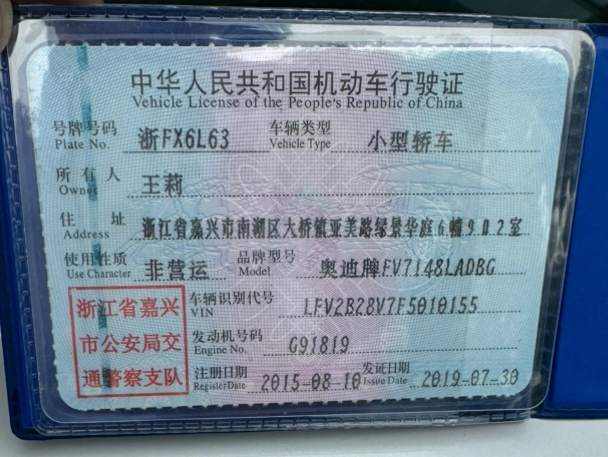 中华人民共和国机动车行驶证
Vehicle License of the People's Republic of China
号牌号码 浙FX6L63 车辆类型 小型轿车
Plate No. Vehicle Type
所有人 王莉
Owner
住址 浙江省嘉兴市南湖区大桥镇亚美路绿景华庭6幢902室
Address
使用性质 非营运 品牌型号 奥迪牌FV7148LADBG
Use Character Model
浙江省嘉兴
市公安局交
通警察支队
车辆识别代号 LFV2B28V7F5010155
VIN
发动机号码 G91819
Engine No.
注册日期 2015-08-10 发证日期 2019-07-30
Register Date Issue Date